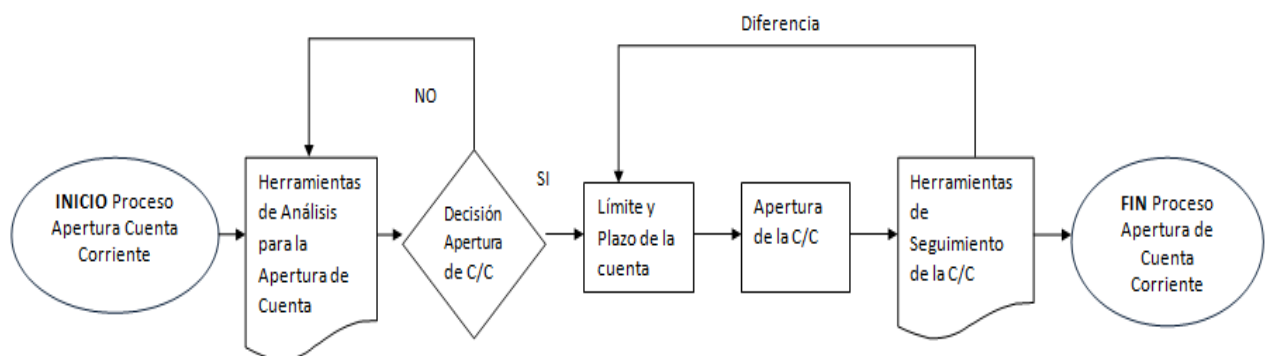 Diferencia
NO
INICIO Proceso
Apertura Cuenta
Corriente
Herramientas
de Análisis
para la
Apertura de
Cuenta
Decisión
Apertura
de C/C
SI
Límite y
Plazo de la
cuenta
Apertura
de la C/C
Herramientas
de
Seguimiento
de la C/C
FIN Proceso
Apertura de
Cuenta
Corriente